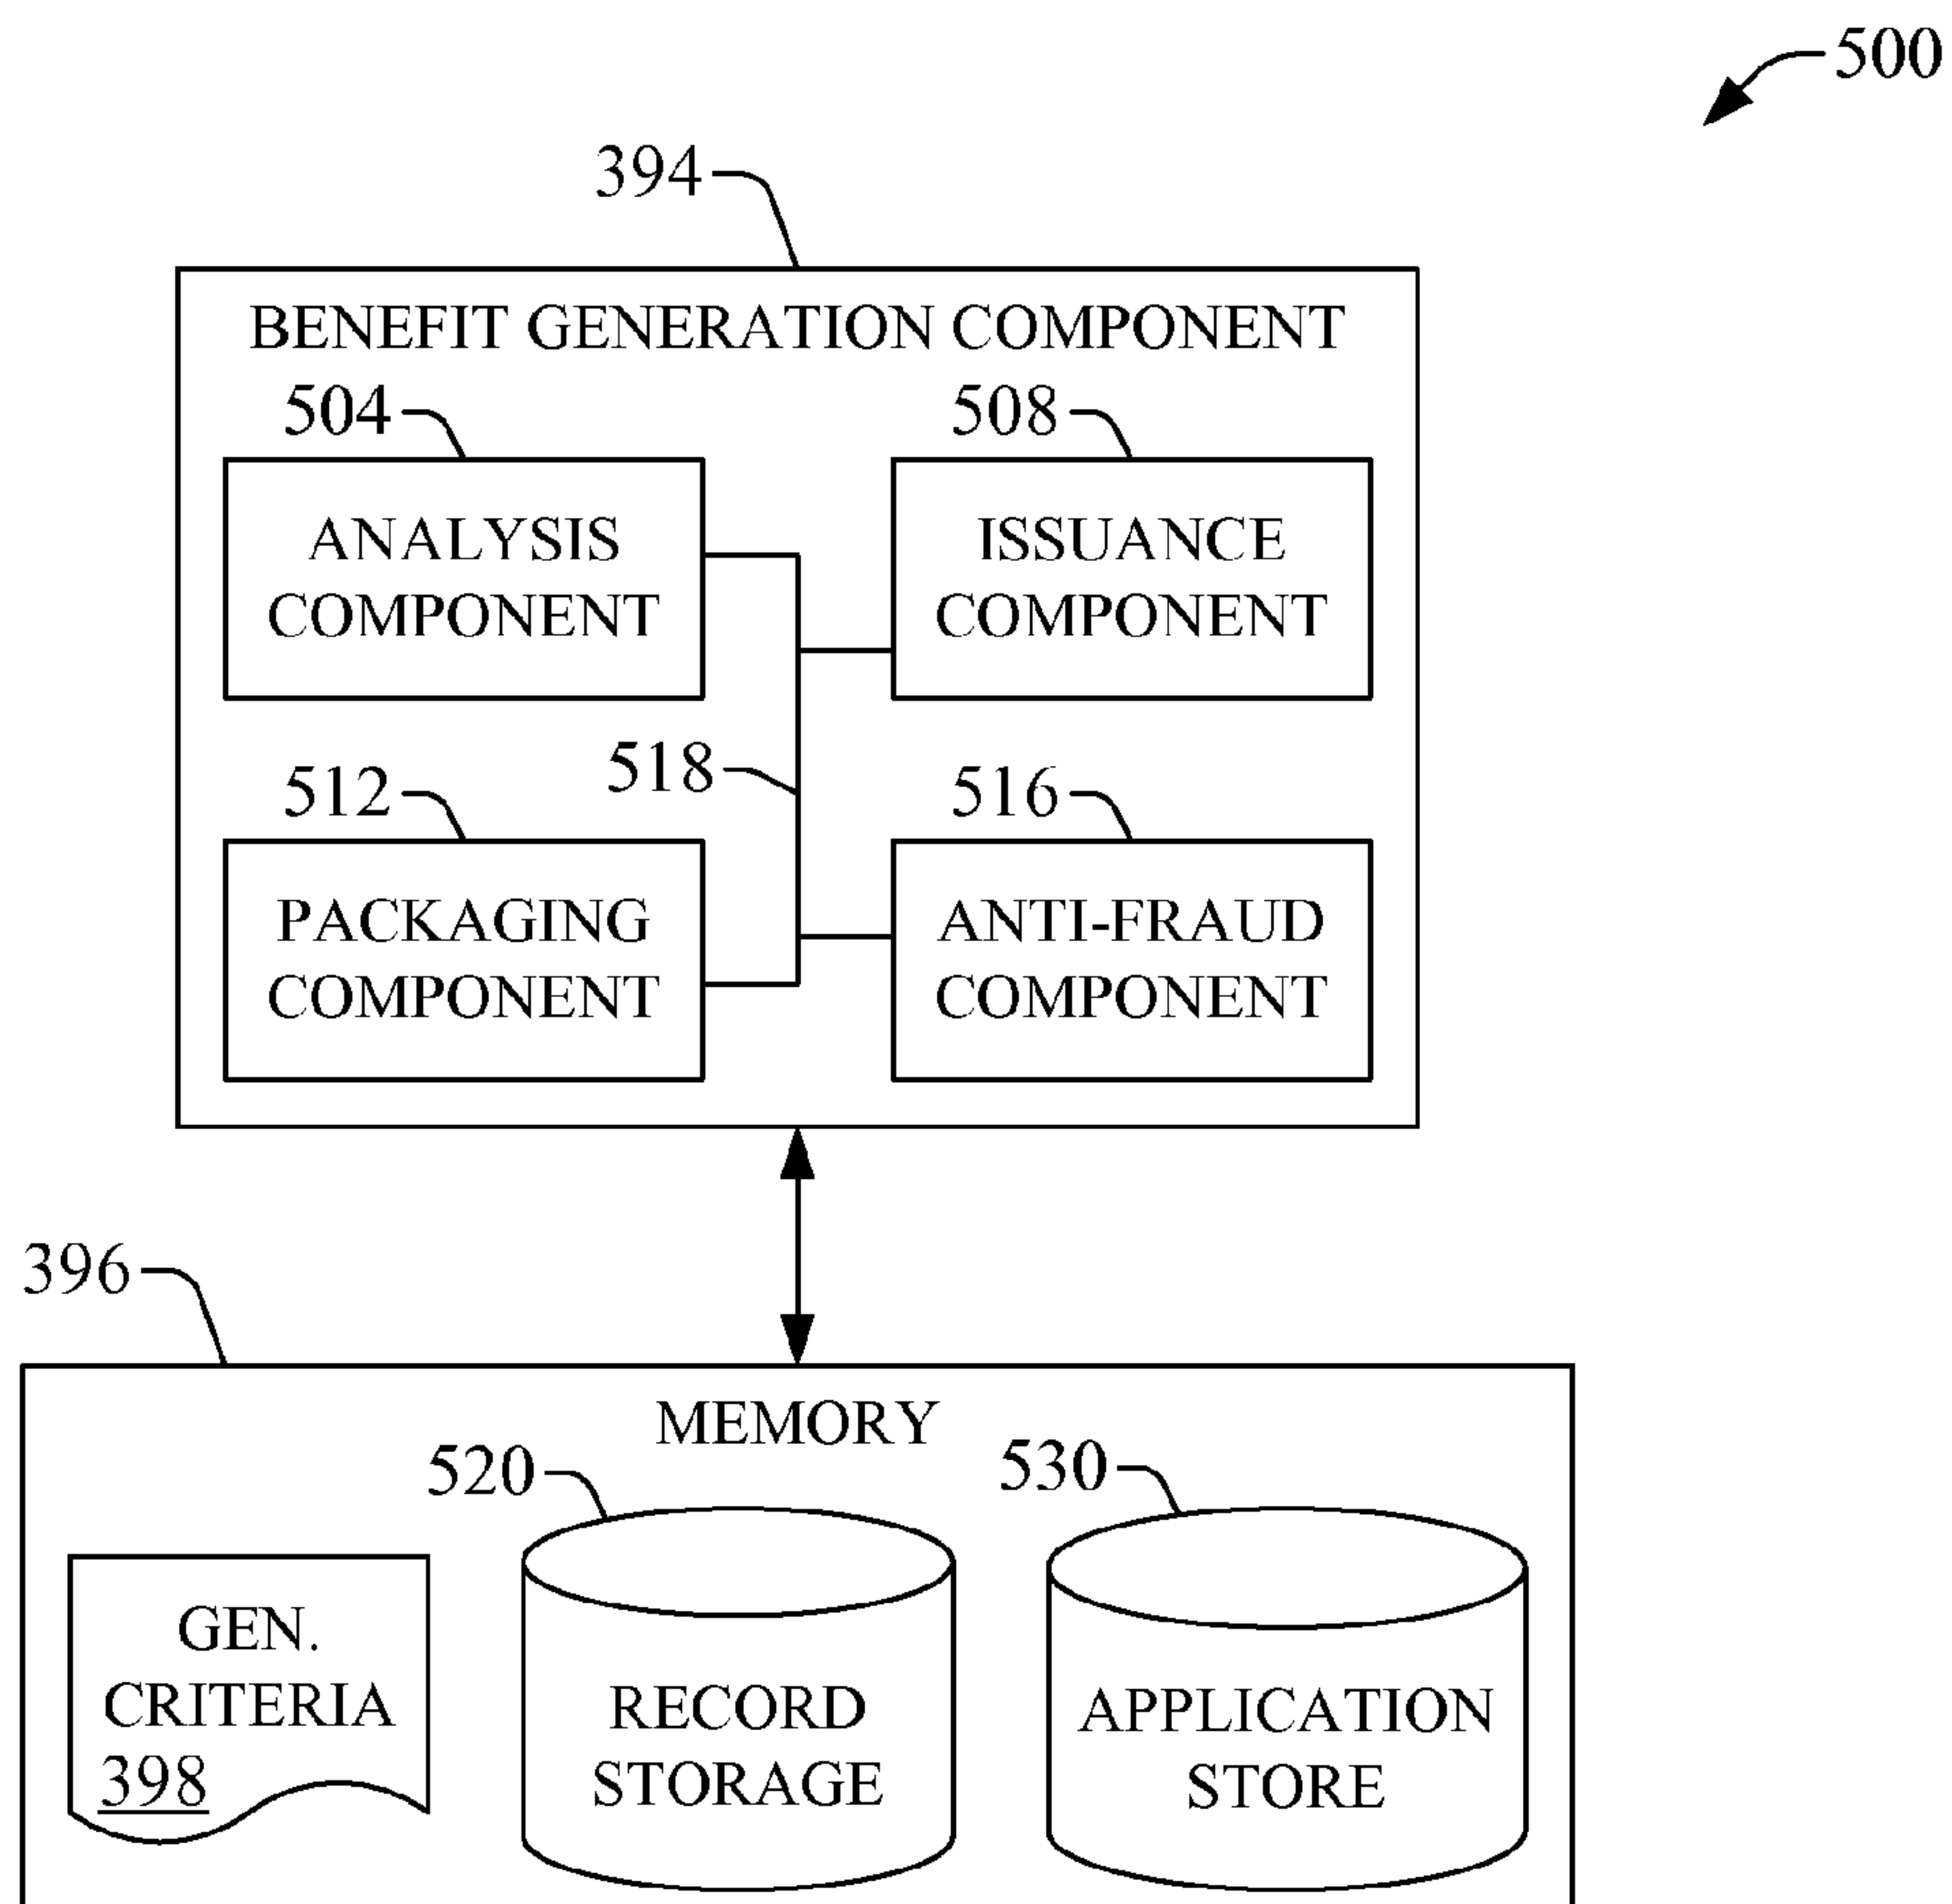 500
394
BENEFIT GENERATION COMPONENT
504
508
ANALYSIS
COMPONENT
ISSUANCE
COMPONENT
518
512
516
PACKAGING
COMPONENT
ANTI-FRAUD
COMPONENT
396
MEMORY
520
530
GEN.
CRITERIA
398
RECORD
STORAGE
APPLICATION
STORE